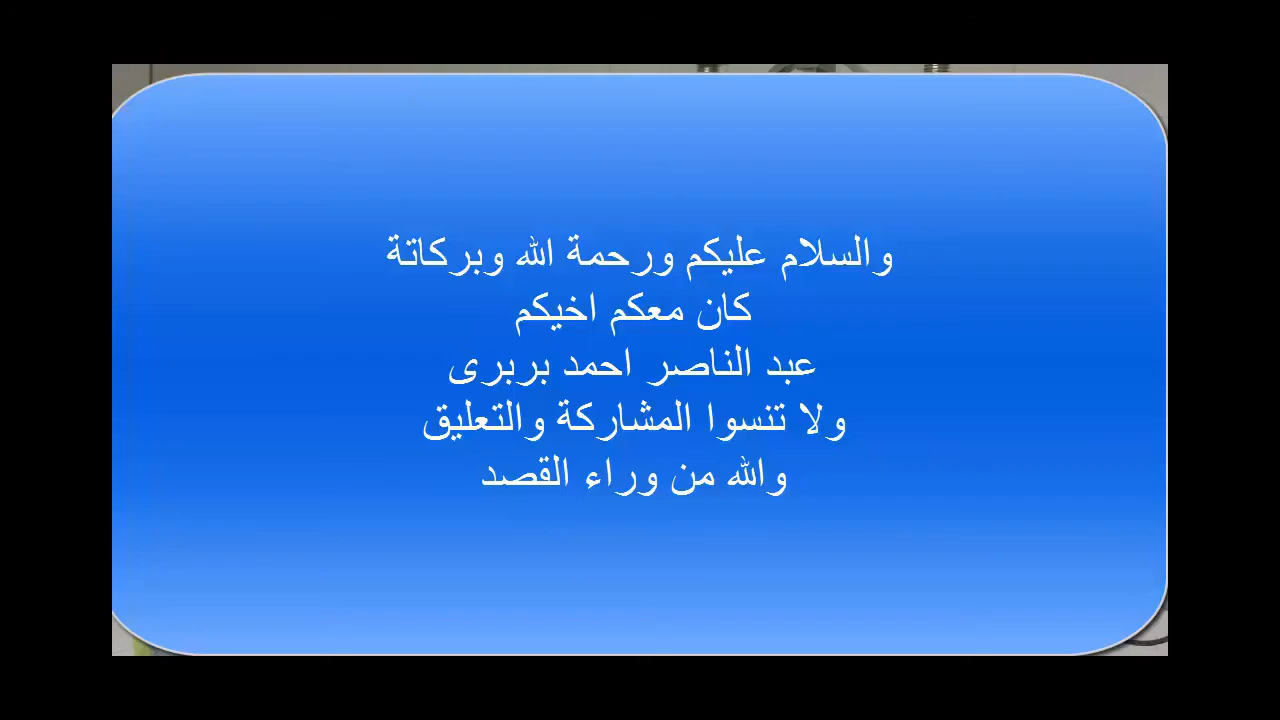 والسلام عليكم ورحمة الله وبركاتة
كان معكم اخيكم
عبد الناصر احمد بربرى
ولا تنسوا المشاركة والتعليق
والله من وراء القصد